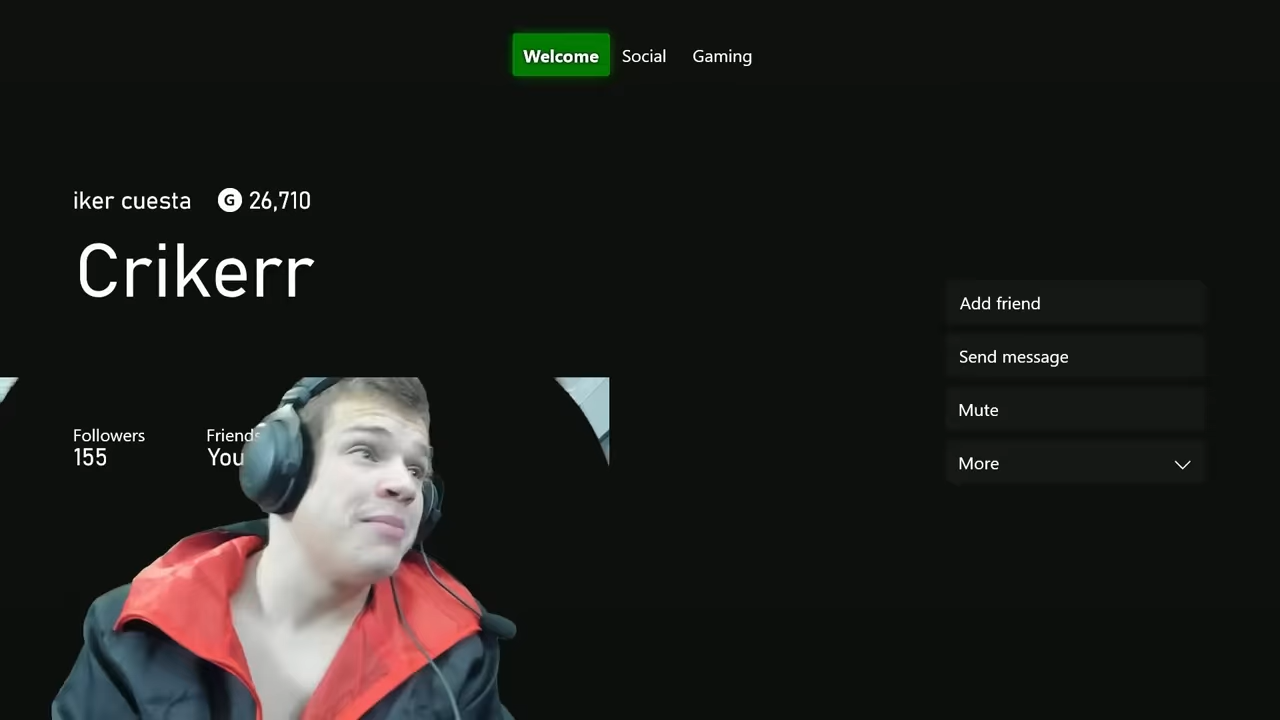 Welcome Social Gaming
iker cuesta G 26,710
Crikerr
Add friend
Send message
Mute
More
Followers Friends
155 You